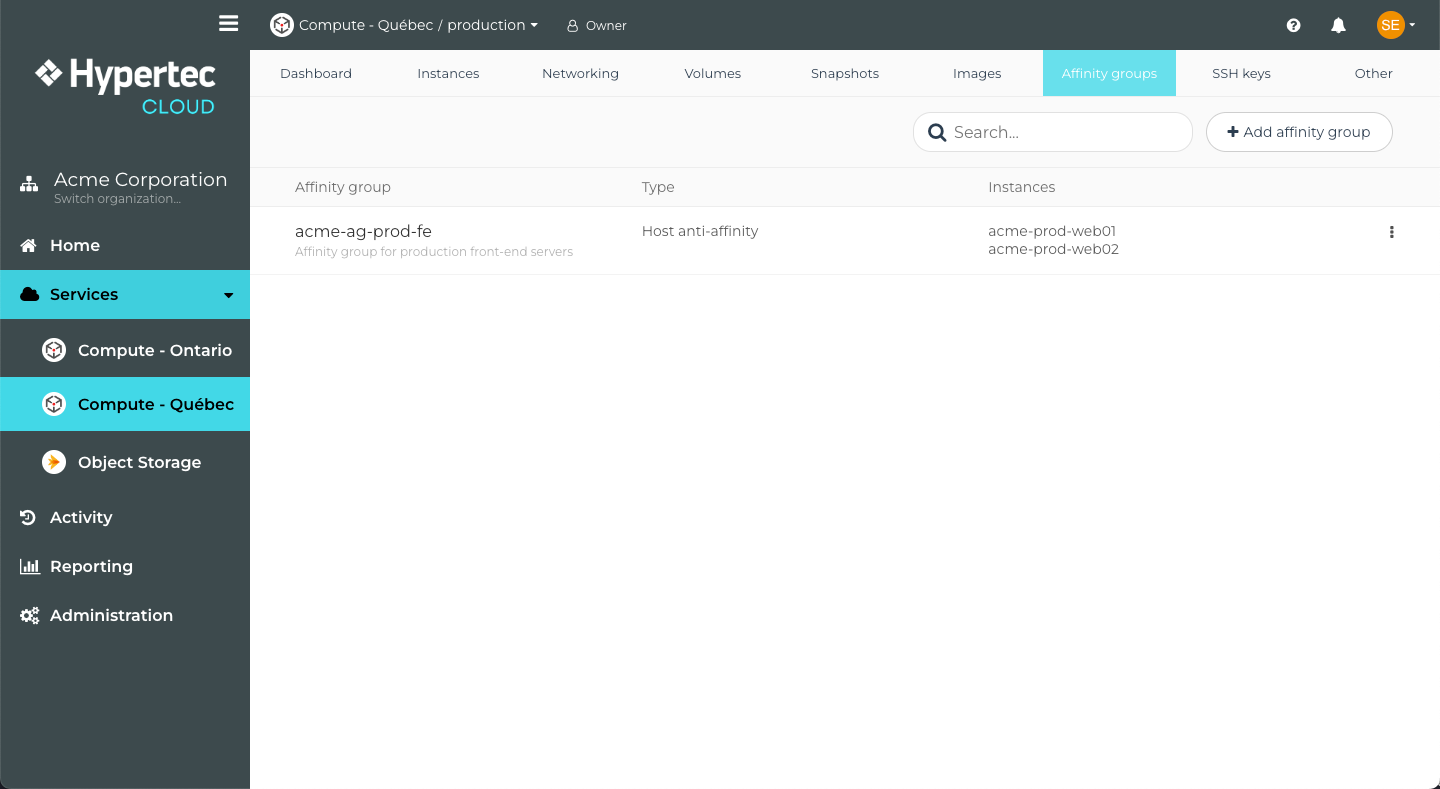 Compute - Québec / production
Owner
SE
Hypertec
CLOUD
Acme Corporation
Switch organization...
Home
Services
Compute - Ontario
Compute - Québec
Object Storage
Activity
Reporting
Administration
Dashboard Instances Networking Volumes Snapshots Images Affinity groups SSH keys Other
Search...
Add affinity group
Affinity group Type Instances
acme-ag-prod-fe Host anti-affinity acme-prod-web01
Affinity group for production front-end servers acme-prod-web02